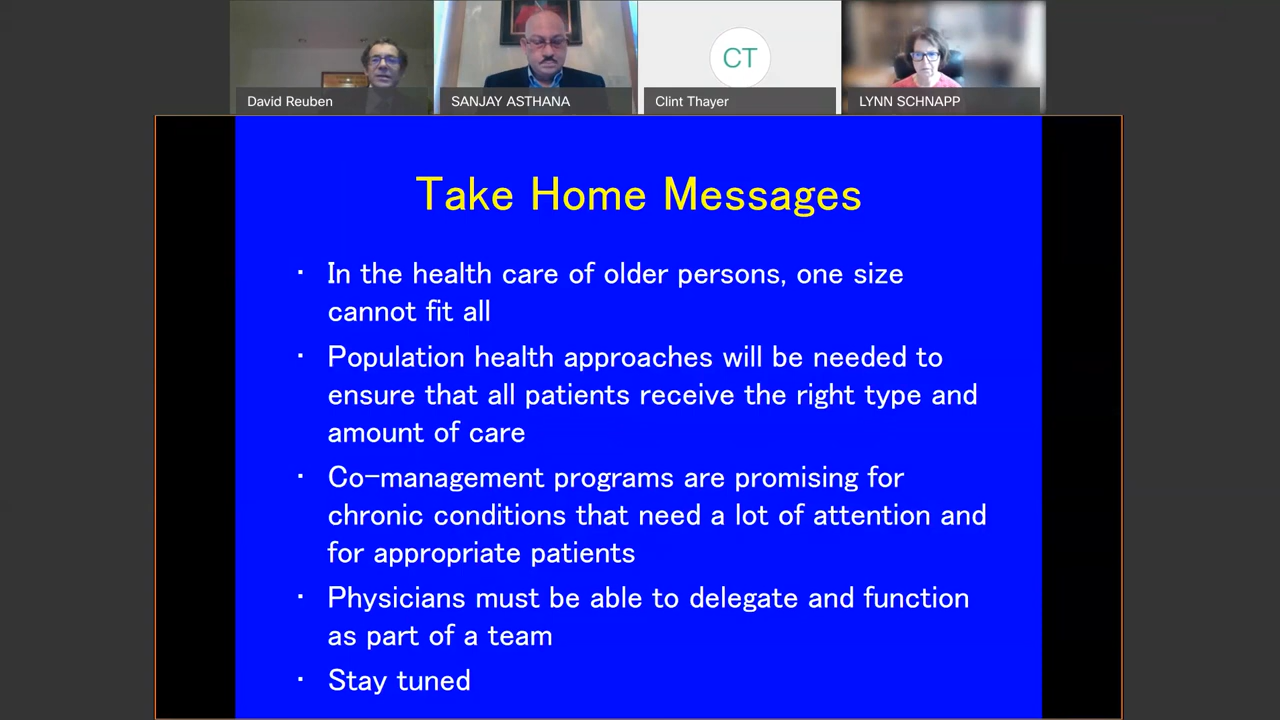 David Reuben
SANJAY ASTHANA
CT
Clint Thayer
LYNN SCHNAPP
Take Home Messages
· In the health care of older persons, one size
cannot fit all
· Population health approaches will be needed to
ensure that all patients receive the right type and
amount of care
· Co-management programs are promising for
chronic conditions that need a lot of attention and
for appropriate patients
· Physicians must be able to delegate and function
as part of a team
· Stay tuned